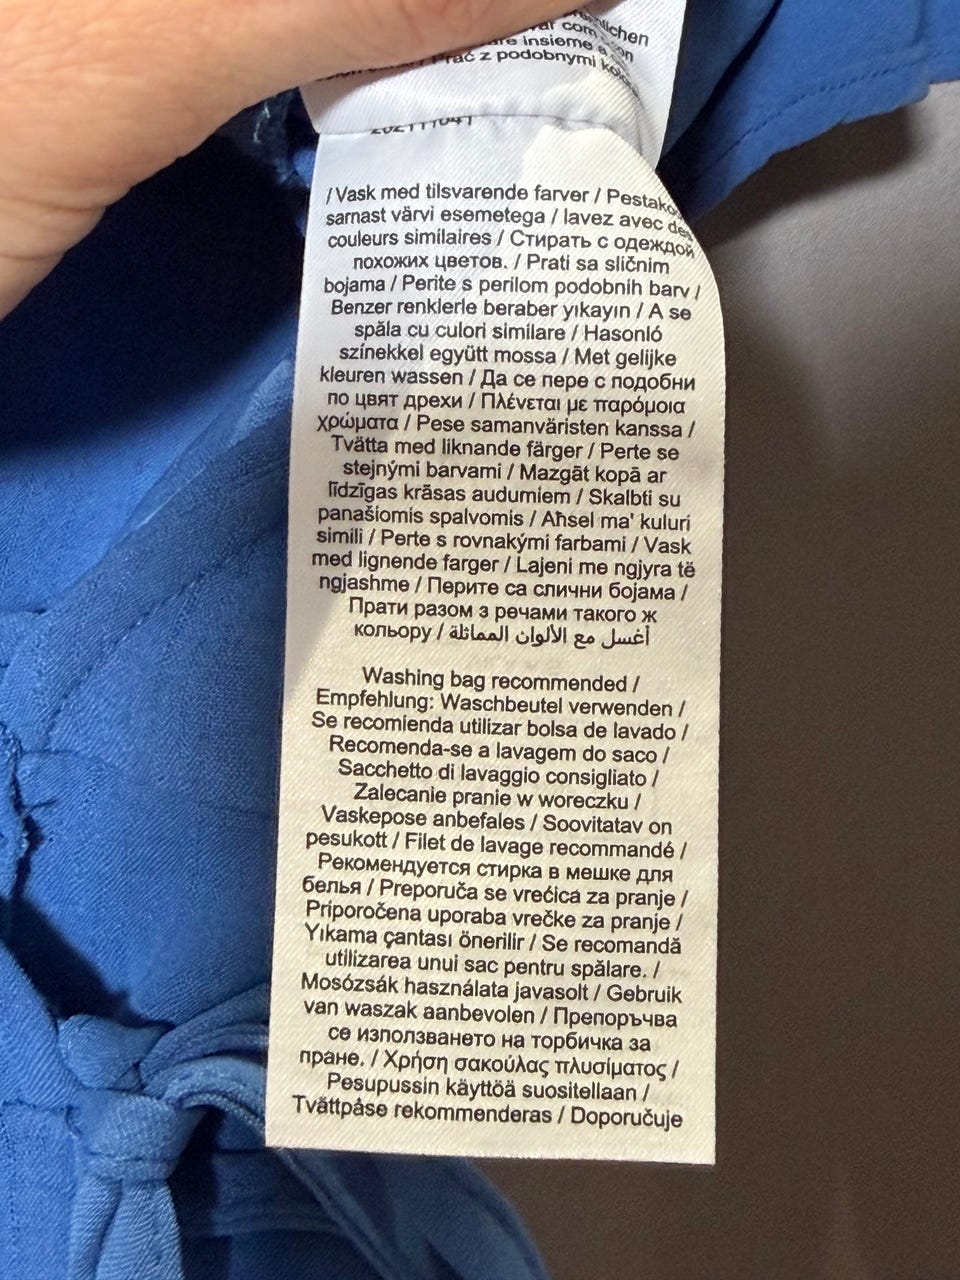 insieme a
Prać z podobnymi
/ Vask med tilsvarende farver / Pestakoos
sarnast värvi esemetega / lavez avec des
couleurs similaires / Стирать с одеждой
похожих цветов. / Prati sa sličnim
bojama / Perite s perilom podobnih barv /
Benzer renklerle beraber yıkayın / A se
spăla cu culori similare / Hasonló
színekkel együtt mossa / Met gelijke
kleuren wassen / Да се пере с подобни
по цвят дрехи / Πλένεται με παρόμοια
χρώματα / Pese samanväristen kanssa /
Tvätta med liknande färger / Perte se
stejnými barvami / Mazgāt kopā ar
līdzīgas krāsas audumiem / Skalbti su
panašiomis spalvomis / Aħsel ma' kuluri
simili / Perte s rovnakými farbami / Vask
med lignende farger / Lajeni me ngjyra të
ngjashme / Перите са слични бојама /
Прати разом з речами такого ж
кольору / أغسل مع الألوان المماثلة
Washing bag recommended /
Empfehlung: Waschbeutel verwenden /
Se recomienda utilizar bolsa de lavado /
Recomenda-se a lavagem do saco /
Sacchetto di lavaggio consigliato /
Zalecanie pranie w woreczku /
Vaskepose anbefales / Soovitatav on
pesukott / Filet de lavage recommandé /
Рекомендуется стирка в мешке для
белья / Preporuča se vrećica za pranje /
Priporočena uporaba vrečke za pranje /
Yıkama çantası önerilir / Se recomandă
utilizarea unui sac pentru spălare. /
Mosózsák használata javasolt / Gebruik
van waszak aanbevolen / Препоръчва
се използването на торбичка за
пране. / Χρήση σακούλας πλυσίματος /
Pesupussin käyttöä suositellaan /
Tvättpåse rekommenderas / Doporučuje